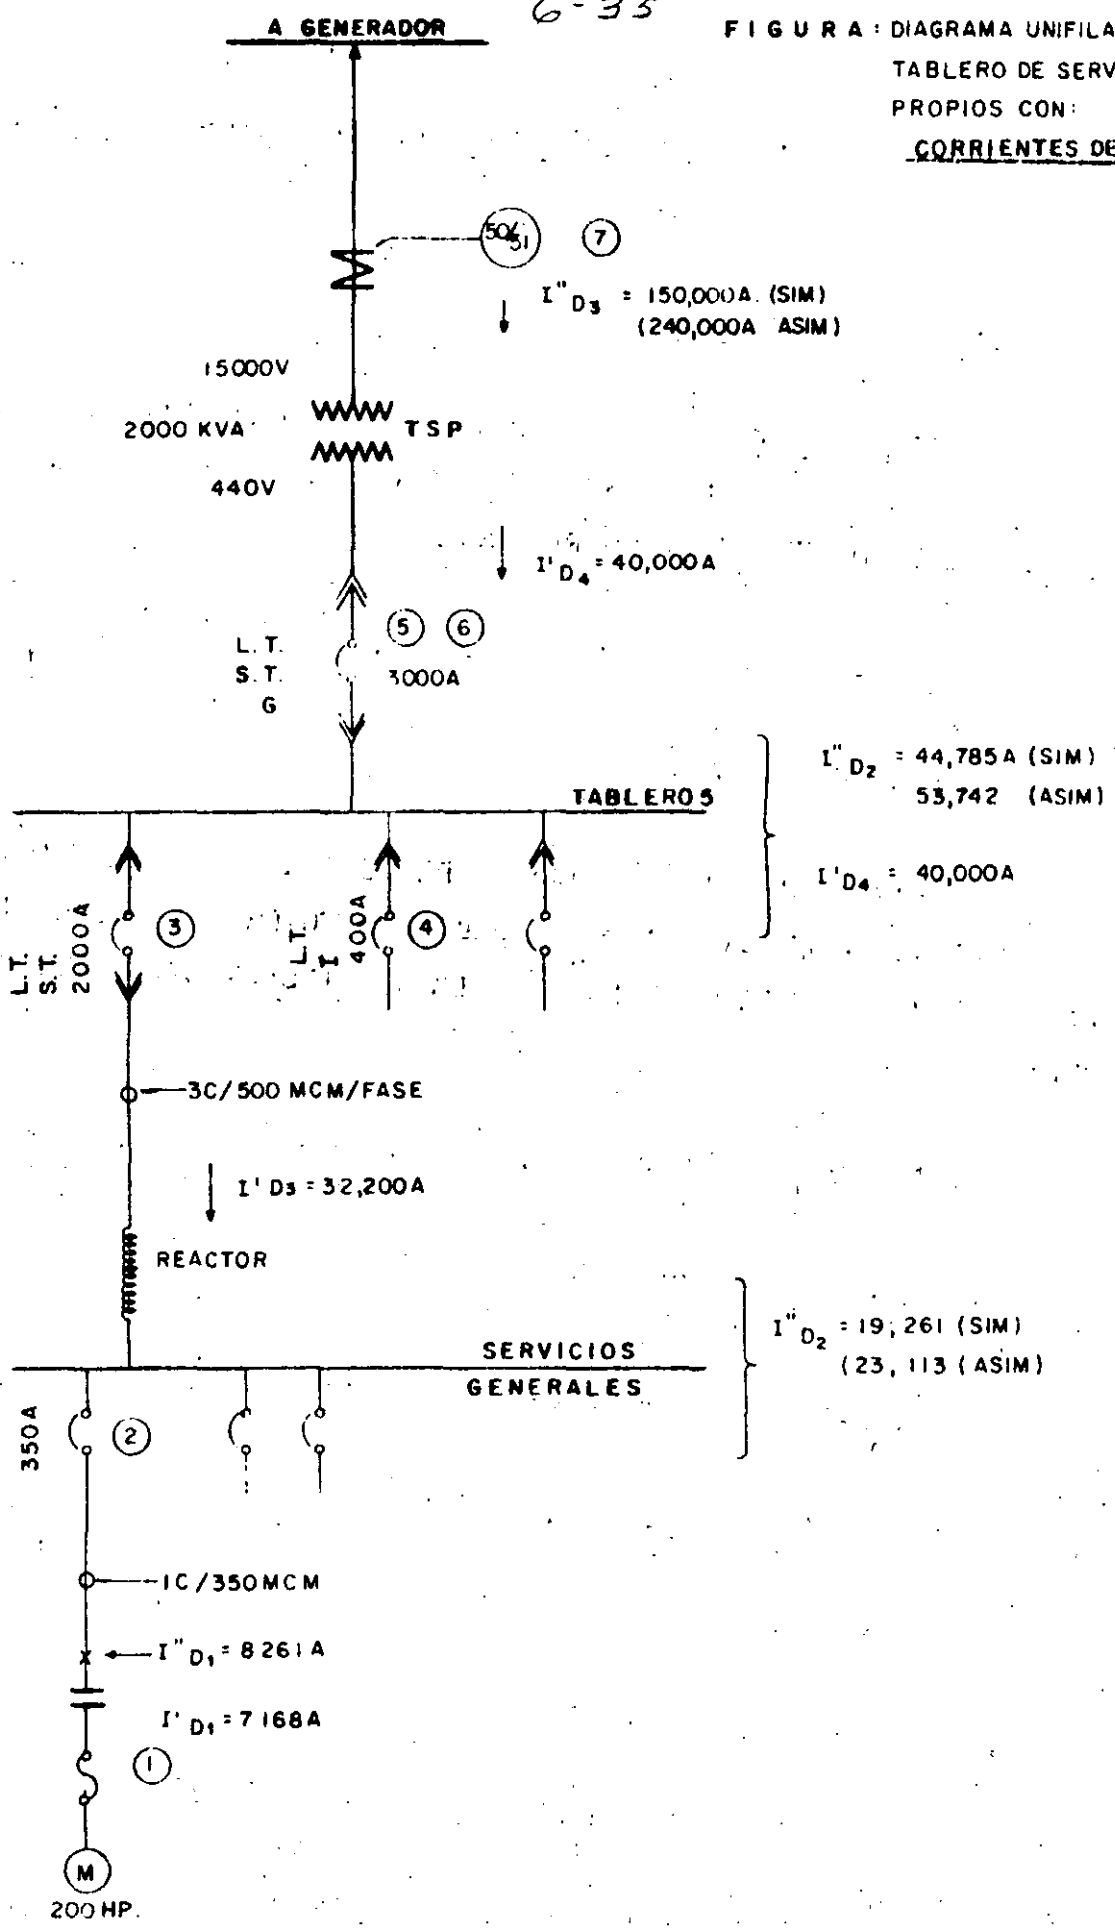 6-35
A GENERADOR
FIGURA: DIAGRAMA UNIFILA
TABLERO DE SERV
PROPIOS CON:
CORRIENTES DE
50/51
7
I"D3 = 150,000A. (SIM)
(240,000A ASIM)
15000V
2000 KVA
TSP
440V
I'D4 = 40,000A
5 6
L.T.
S.T.
G
3000A
I"D2 = 44,785A (SIM)
53,742 (ASIM)
TABLEROS
I'D4 = 40,000A
L.T.
S.T.
2000A
3
L.T.
I
400A
4
3C/500 MCM/FASE
I'D3 = 32,200A
REACTOR
I"D2 = 19,261 (SIM)
(23,113 (ASIM)
SERVICIOS
GENERALES
350A
2
1C/350MCM
I"D1 = 8261A
I'D1 = 7168A
1
M
200 HP.